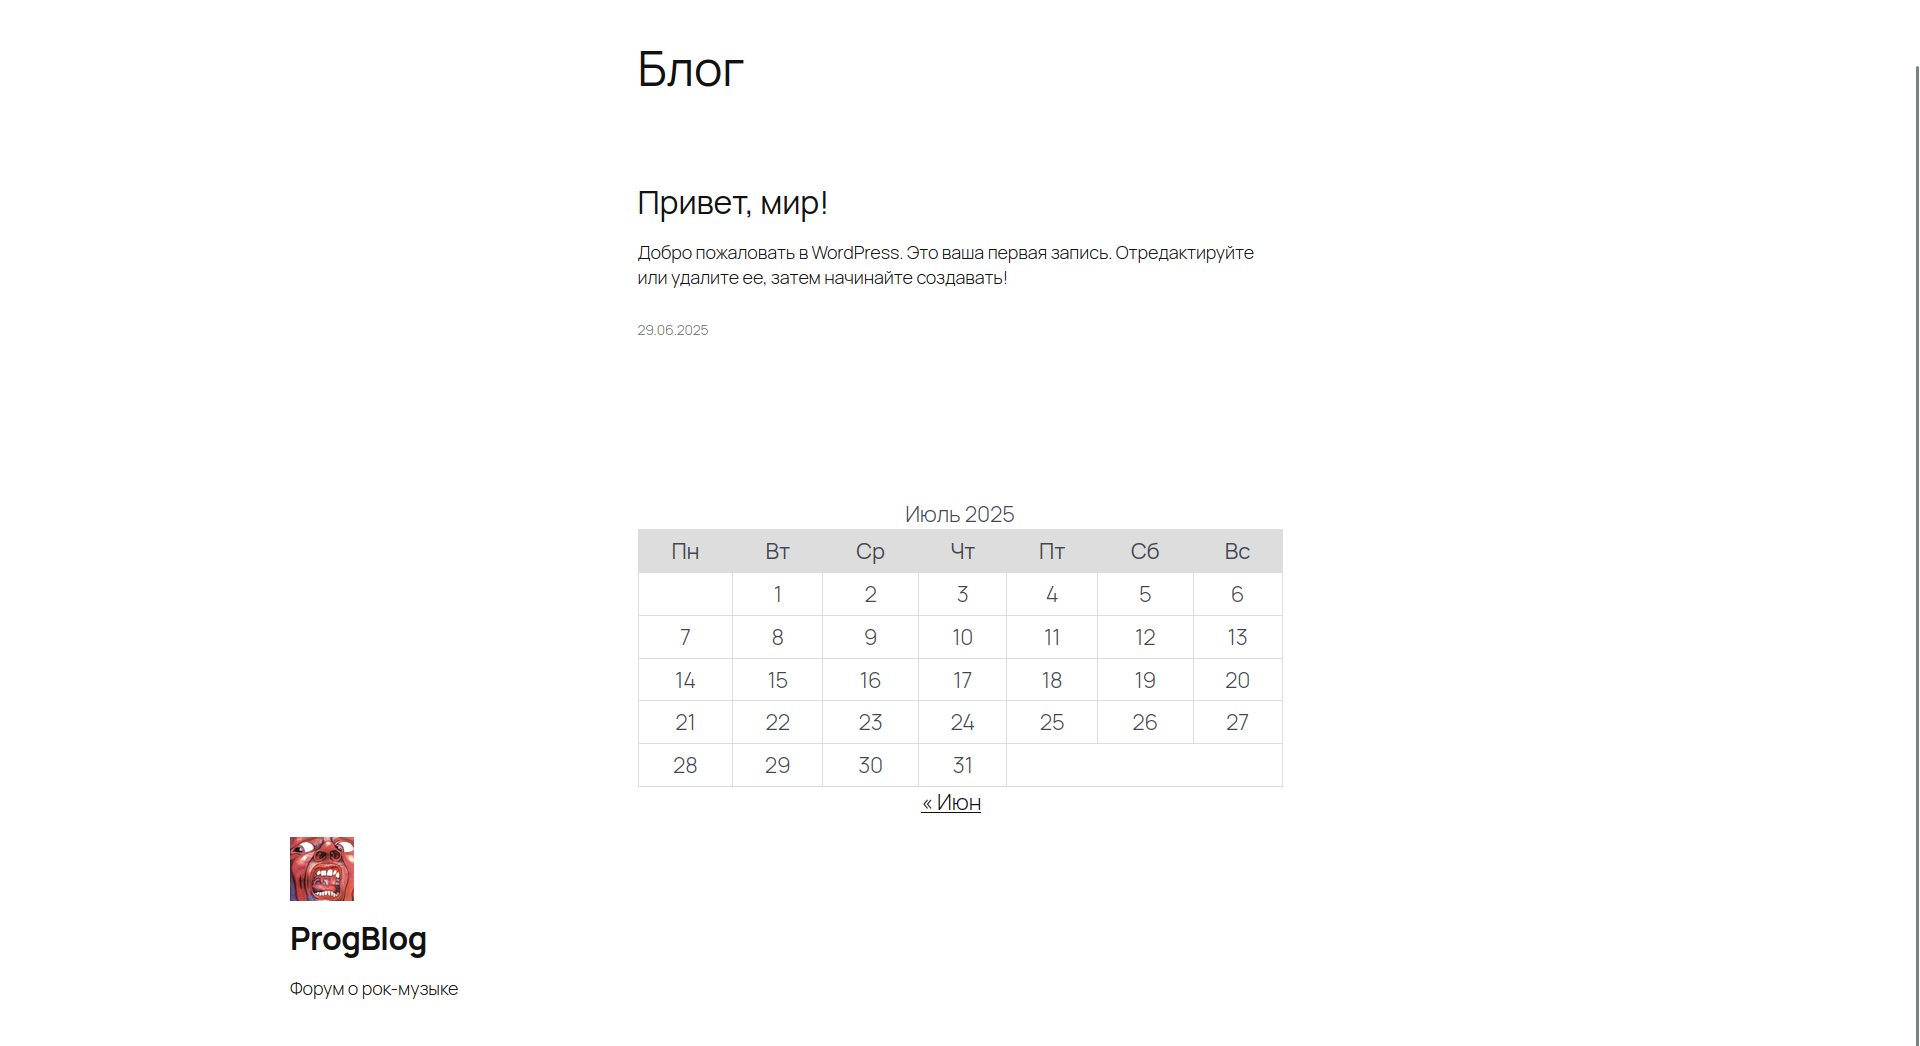 Блог
Привет, мир!
Добро пожаловать в WordPress. Это ваша первая запись. Отредактируйте
или удалите ее, затем начинайте создавать!
29.06.2025
Июль 2025
Пн Вт Ср Чт Пт Сб Вс
1 2 3 4 5 6
7 8 9 10 11 12 13
14 15 16 17 18 19 20
21 22 23 24 25 26 27
28 29 30 31
« Июн
ProgBlog
Форум о рок-музыке